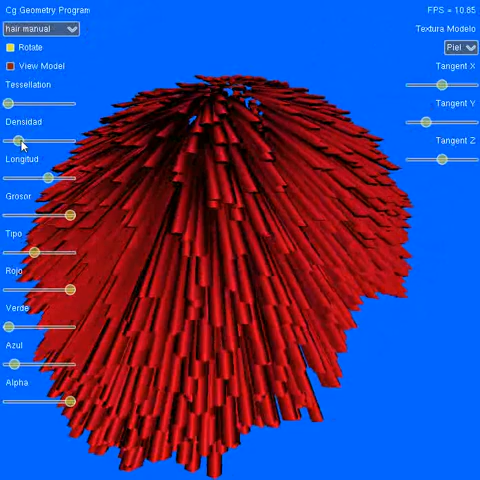 Cg Geometry Program
FPS = 10.85
hair manual
Textura Modelo
Rotate
Piel
View Model
Tangent X
Tessellation
Tangent Y
Densidad
Tangent Z
Longitud
Grosor
Tipo
Rojo
Verde
Azul
Alpha